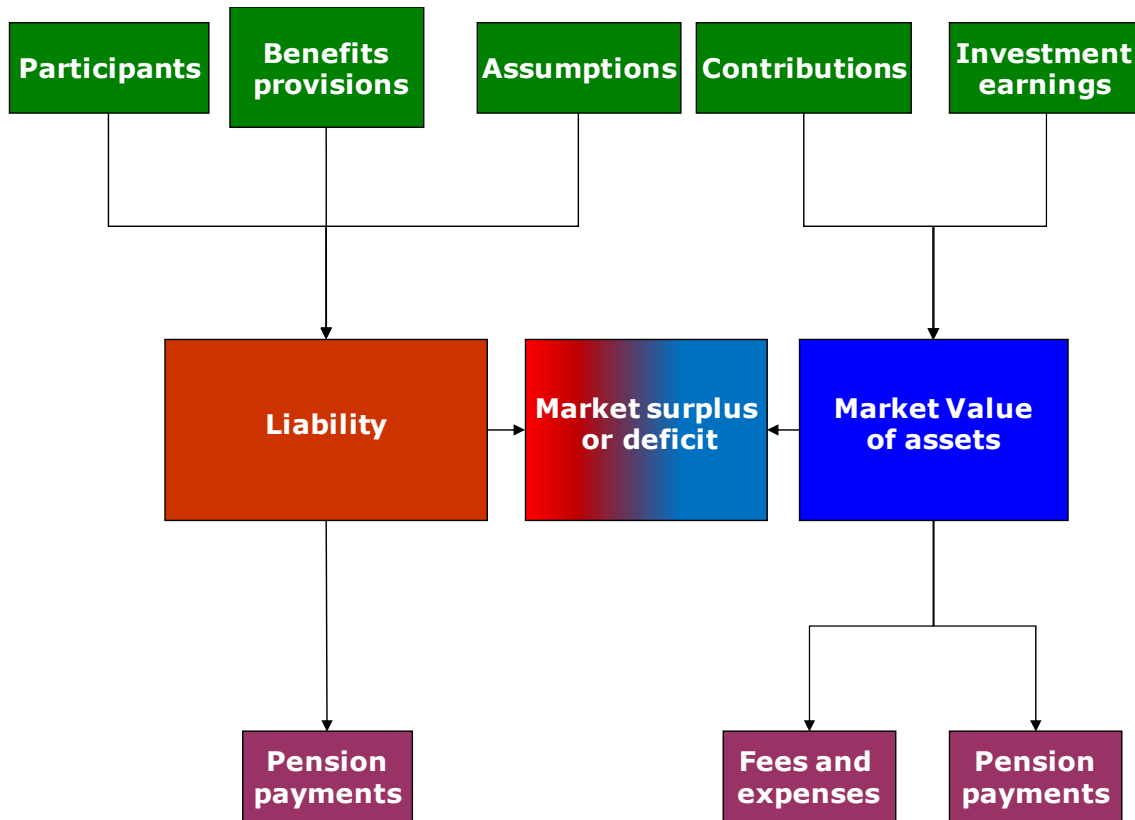 Participants
Benefits
provisions
Assumptions
Contributions
Investment
earnings
Liability
Market surplus
or deficit
Market Value
of assets
Pension
payments
Fees and
expenses
Pension
payments